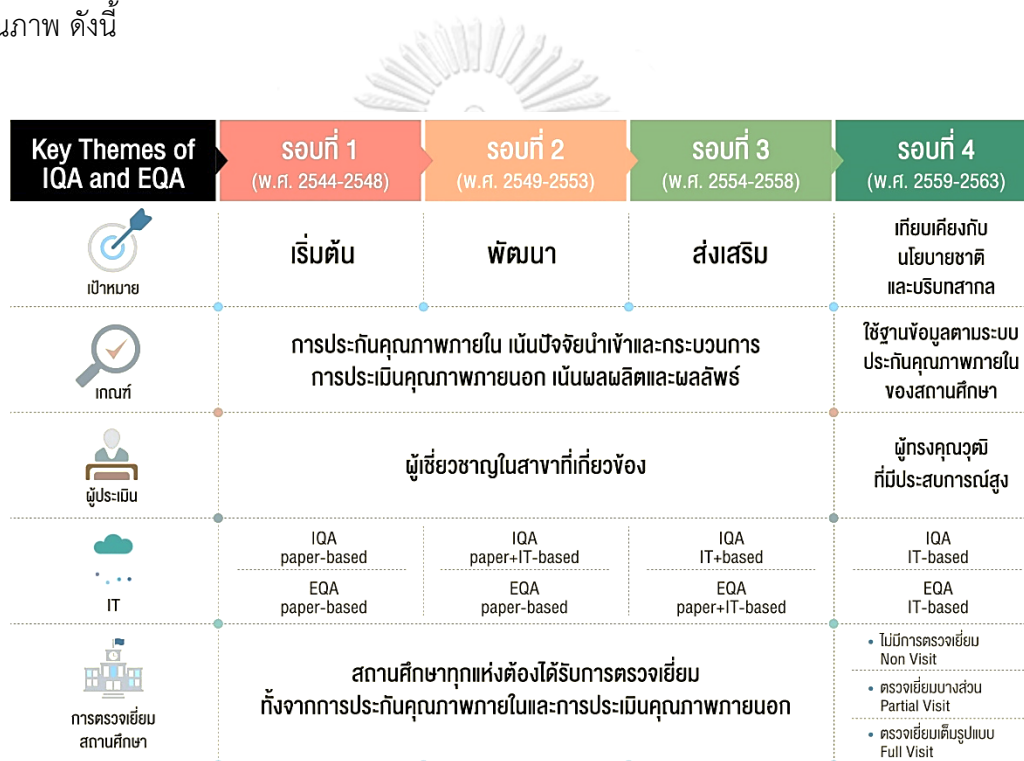 ดังนี้
Key Themes of
IQA and EQA
รอบที่ 1
(พ.ศ. 2544-2548)
รอบที่ 2
(พ.ศ. 2549-2553)
รอบที่ 3
(พ.ศ. 2554-2558)
รอบที่ 4
(พ.ศ. 2559-2563)
เป้าหมาย
เริ่มต้น
พัฒนา
ส่งเสริม
เทียบเคียงกับ
นโยบายชาติ
และบริบทสากล
เกณฑ์
การประกันคุณภาพภายใน เน้นปัจจัยนำเข้าและกระบวนการ
การประเมินคุณภาพภายนอก เน้นผลผลิตและผลลัพธ์
ใช้ฐานข้อมูลตามระบบ
ประกันคุณภาพภายใน
ของสถานศึกษา
ผู้ประเมิน
ผู้เชี่ยวชาญในสาขาที่เกี่ยวข้อง
ผู้ทรงคุณวุฒิ
ที่มีประสบการณ์สูง
IT
IQA
paper-based
EQA
paper-based
IQA
paper+IT-based
EQA
paper-based
IQA
IT+based
EQA
paper+IT-based
IQA
IT-based
EQA
IT-based
การตรวจเยี่ยม
สถานศึกษา
สถานศึกษาทุกแห่งต้องได้รับการตรวจเยี่ยม
ทั้งจากการประกันคุณภาพภายในและการประเมินคุณภาพภายนอก
• ไม่มีการตรวจเยี่ยม
Non Visit
• ตรวจเยี่ยมบางส่วน
Partial Visit
• ตรวจเยี่ยมเต็มรูปแบบ
Full Visit